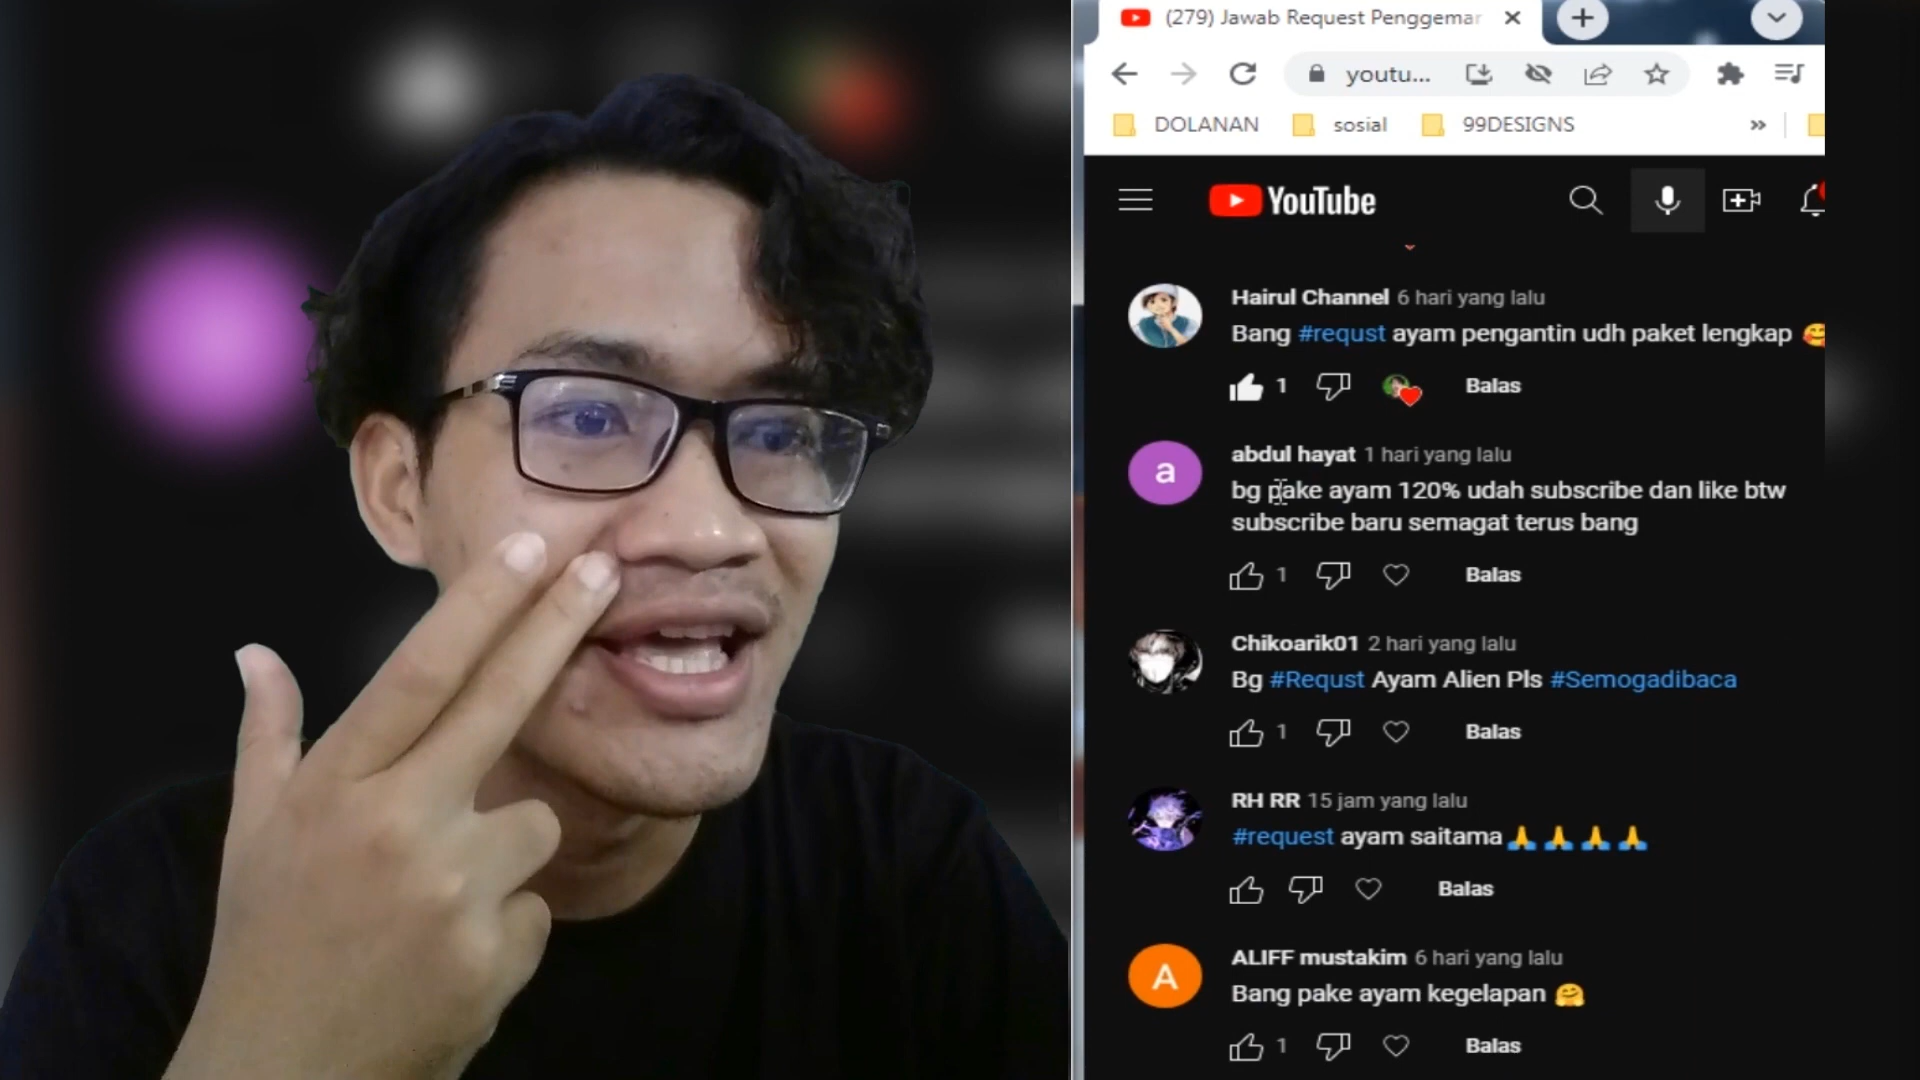 (279) Jawab Request Penggemar
youtu...
DOLANAN
sosial
99DESIGNS
YouTube
Hairul Channel 6 hari yang lalu
Bang #requst ayam pengantin udh paket lengkap 🥰
1
Balas
a
abdul hayat 1 hari yang lalu
bg pake ayam 120% udah subscribe dan like btw
subscribe baru semagat terus bang
1
Balas
Chikoarik01 2 hari yang lalu
Bg #Requst Ayam Alien Pls #Semogadibaca
1
Balas
RH RR 15 jam yang lalu
#request ayam saitama🙏🙏🙏🙏
Balas
A
ALIFF mustakim 6 hari yang lalu
Bang pake ayam kegelapan 🤗
1
Balas